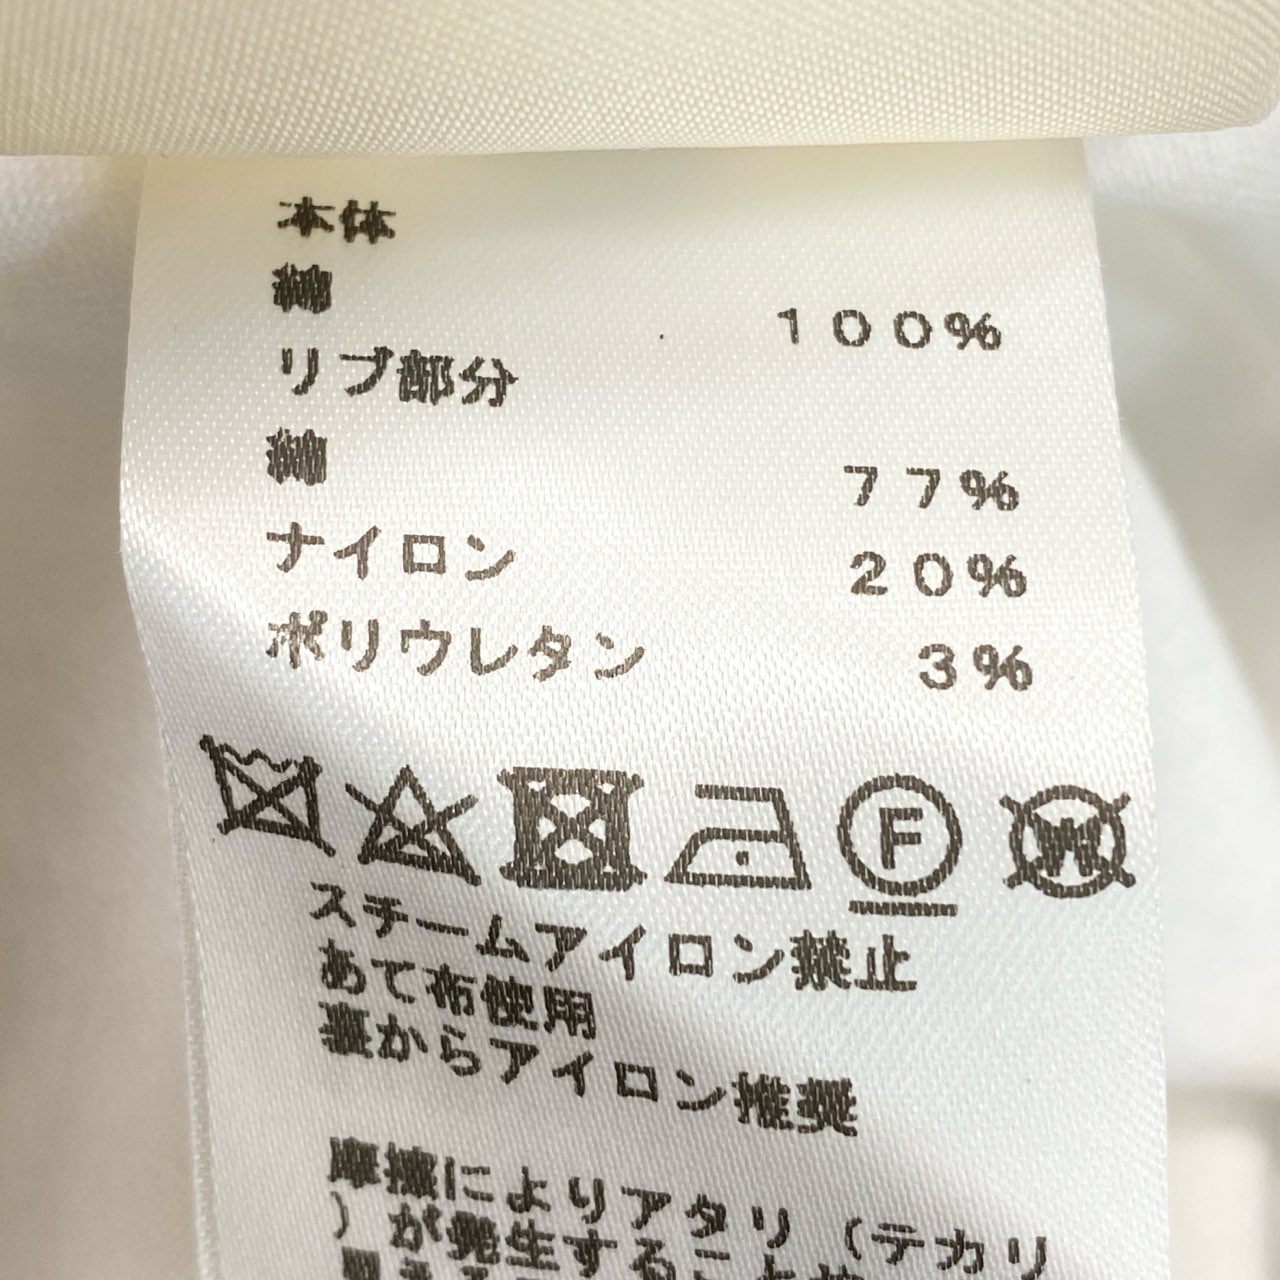 本体
綿 100%
リブ部分
綿 77%
ナイロン 20%
ポリウレタン 3%
F
W
スチームアイロン禁止
あて布使用
裏からアイロン推奨
摩擦によりアタリ(テカリ
)が発生することや